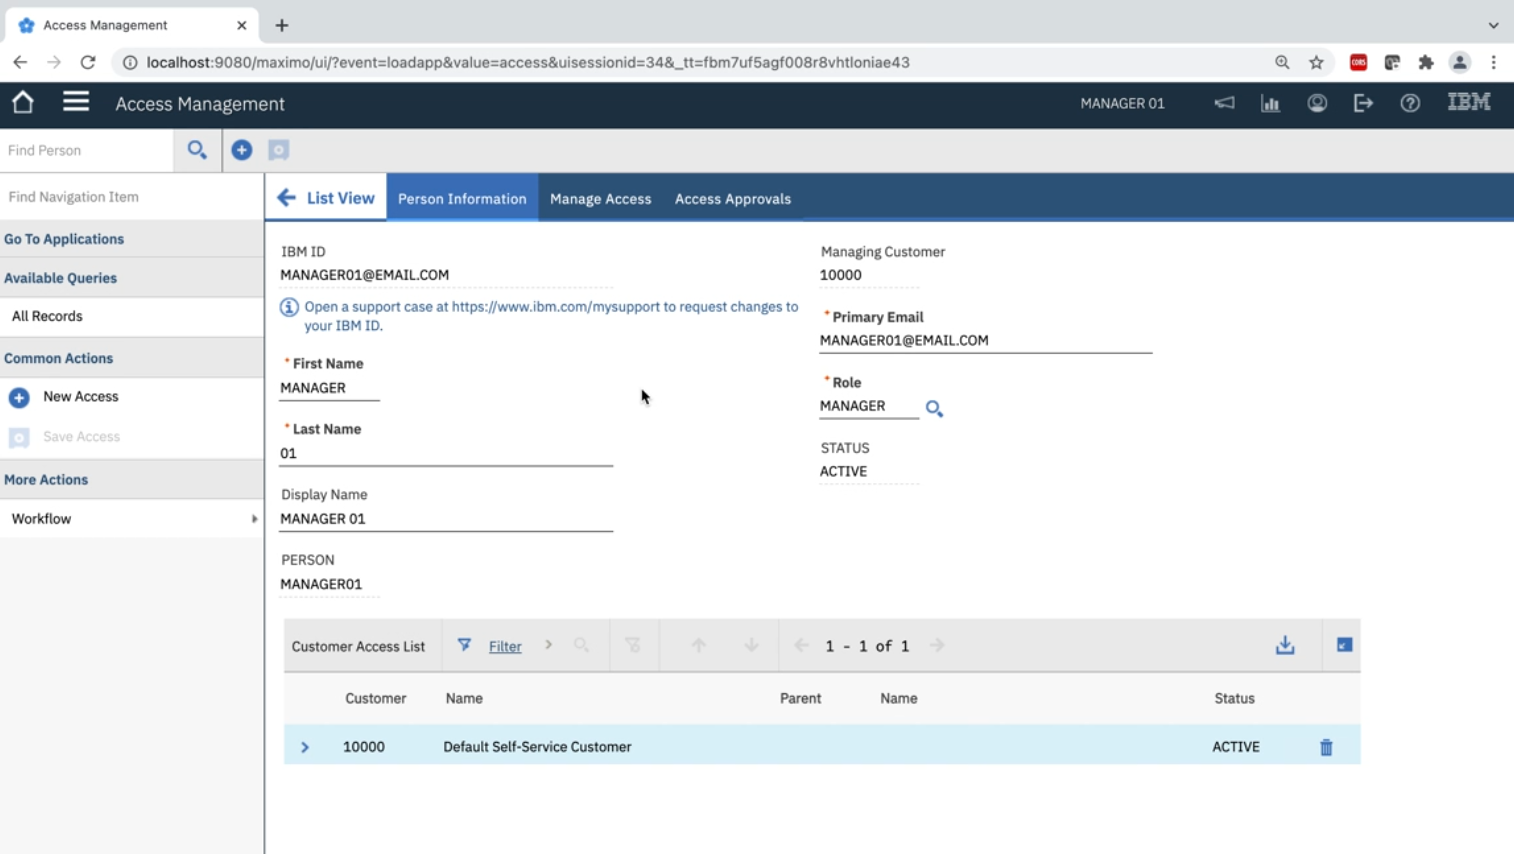 Access Management
localhost:9080/maximo/ui/?event=loadapp&value=access&uisessionid=34&_tt=fbm7uf5agf008r8vhtloniae43
CORS
Access Management
MANAGER 01
IBM
Find Person
Find Navigation Item
List View
Person Information
Manage Access
Access Approvals
Go To Applications
Available Queries
All Records
Common Actions
New Access
Save Access
More Actions
Workflow
IBM ID
MANAGER01@EMAIL.COM
Open a support case at https://www.ibm.com/mysupport to request changes to
your IBM ID.
* First Name
MANAGER
* Last Name
01
Display Name
MANAGER 01
PERSON
MANAGER01
Managing Customer
10000
* Primary Email
MANAGER01@EMAIL.COM
* Role
MANAGER
STATUS
ACTIVE
Customer Access List
Filter
1 - 1 of 1
Customer Name Parent Name Status
10000 Default Self-Service Customer ACTIVE